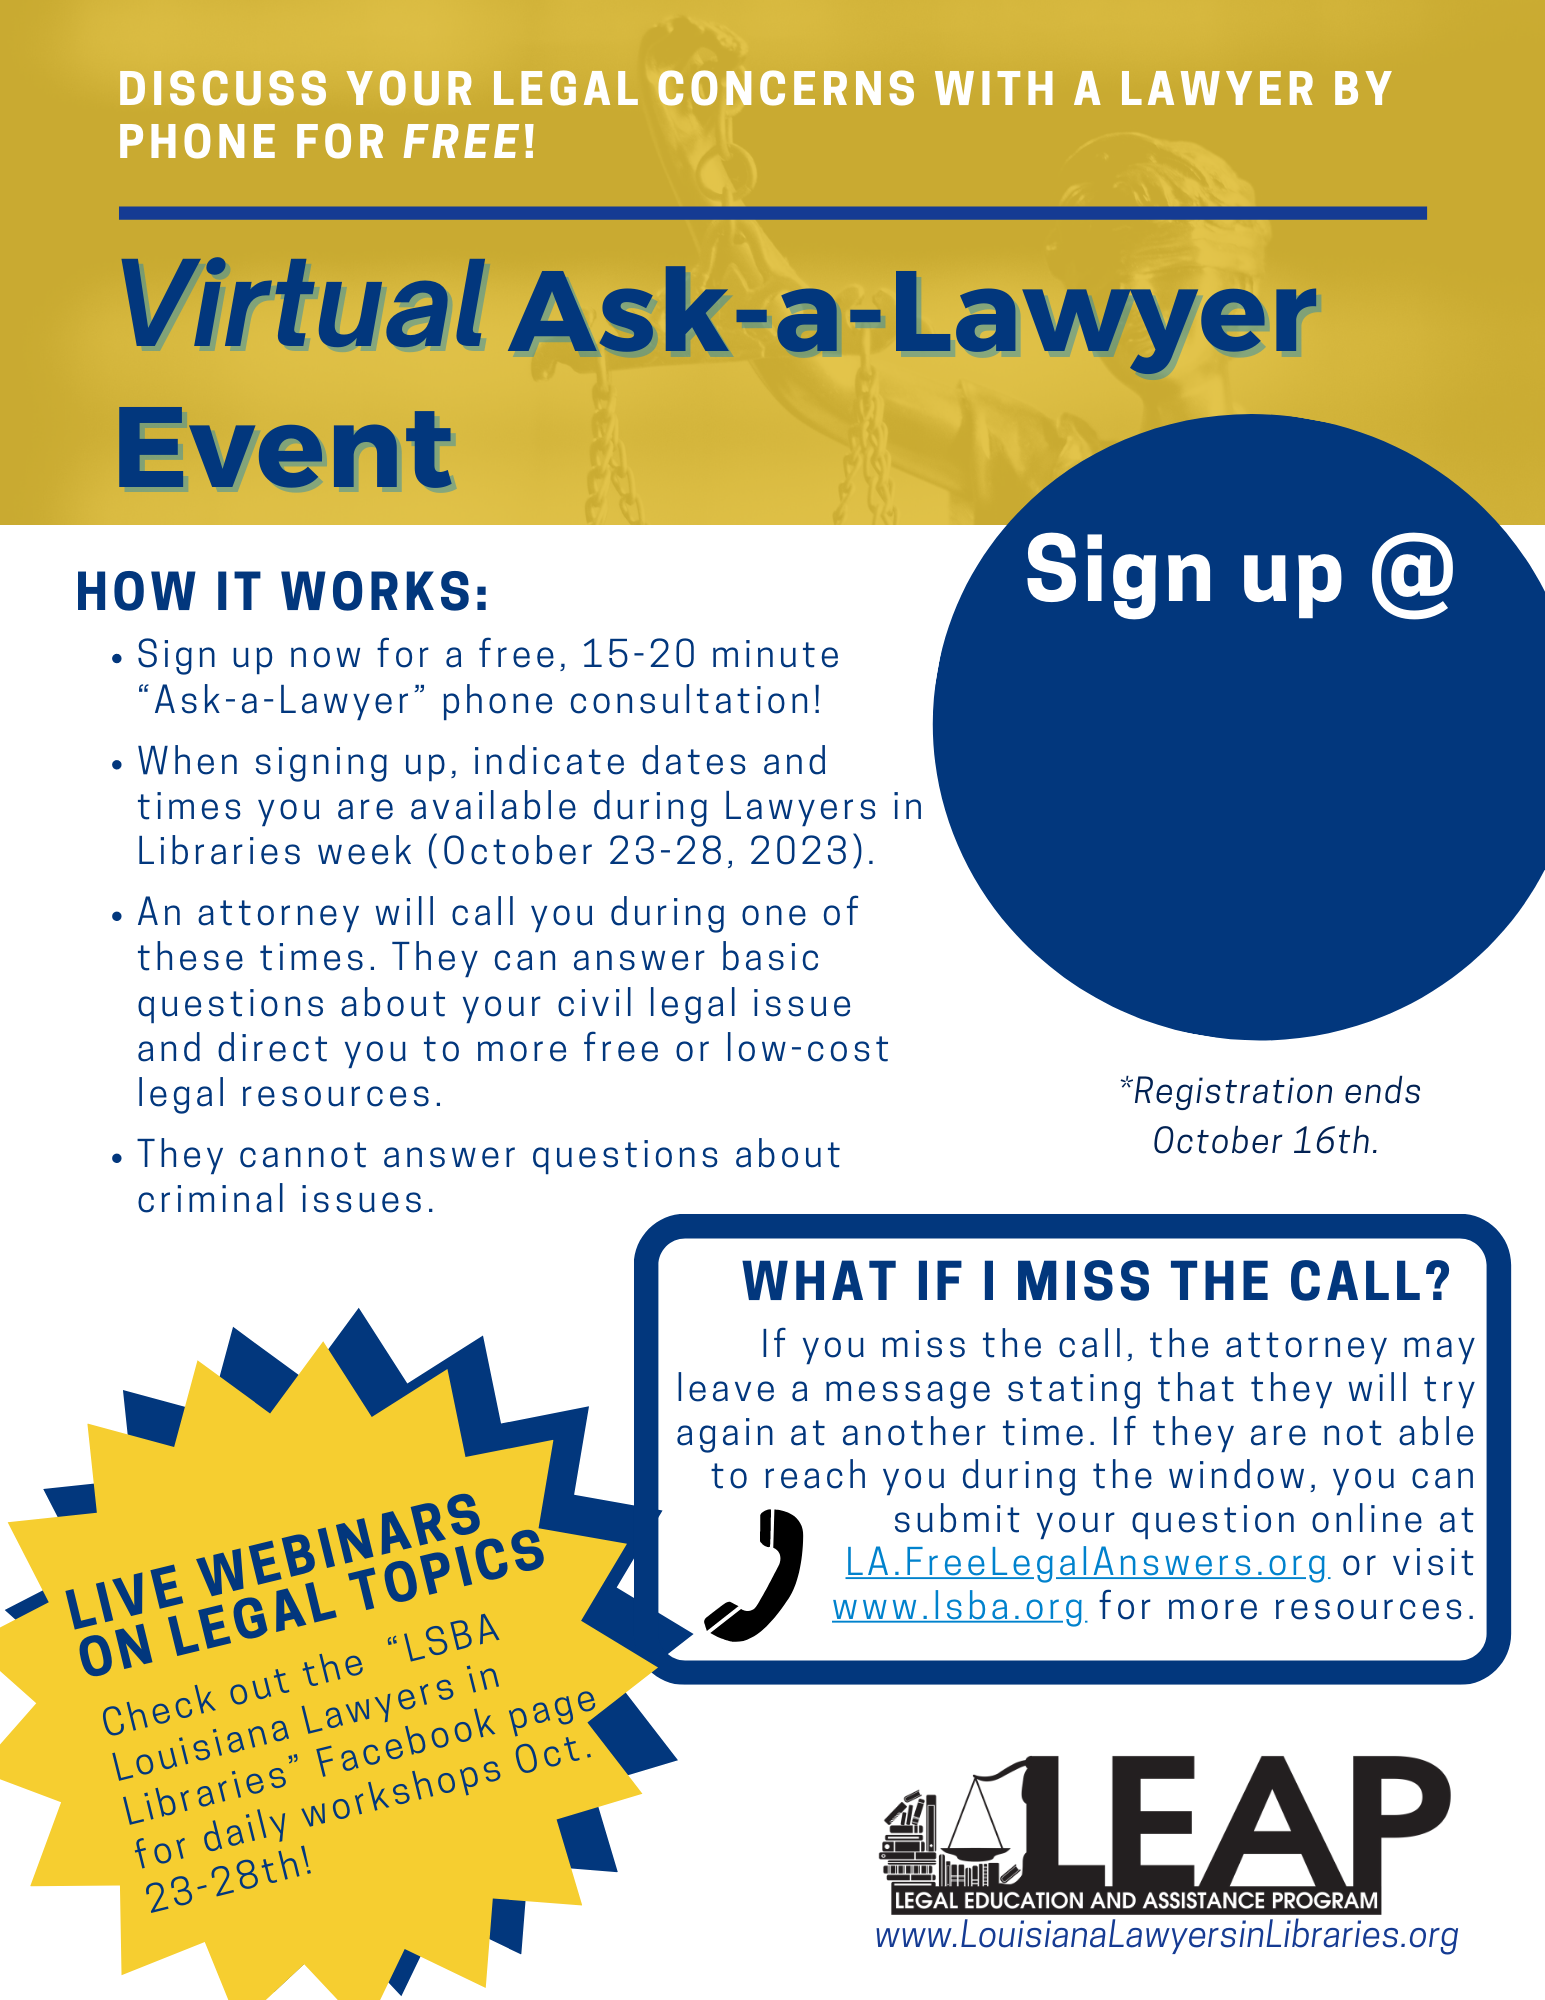 DISCUSS YOUR LEGAL CONCERNS WITH A LAWYER BY
PHONE FOR FREE!
Virtual Ask-a-Lawyer
Event
Sign up @
HOW IT WORKS:
• Sign up now for a free, 15-20 minute
“Ask-a-Lawyer” phone consultation!
• When signing up, indicate dates and
times you are available during Lawyers in
Libraries week (October 23-28, 2023).
• An attorney will call you during one of
these times. They can answer basic
questions about your civil legal issue
and direct you to more free or low-cost
legal resources.
• They cannot answer questions about
criminal issues.
*Registration ends
October 16th.
WHAT IF I MISS THE CALL?
If you miss the call, the attorney may
leave a message stating that they will try
again at another time. If they are not able
to reach you during the window, you can
submit your question online at
LA.FreeLegalAnswers.org or visit
www.lsba.org for more resources.
LIVE WEBINARS
ON LEGAL TOPICS
Check out the “LSBA
Louisiana Lawyers in
Libraries” Facebook page
for daily workshops Oct.
23-28th!
LEAP
LEGAL EDUCATION AND ASSISTANCE PROGRAM
www.LouisianaLawyersinLibraries.org